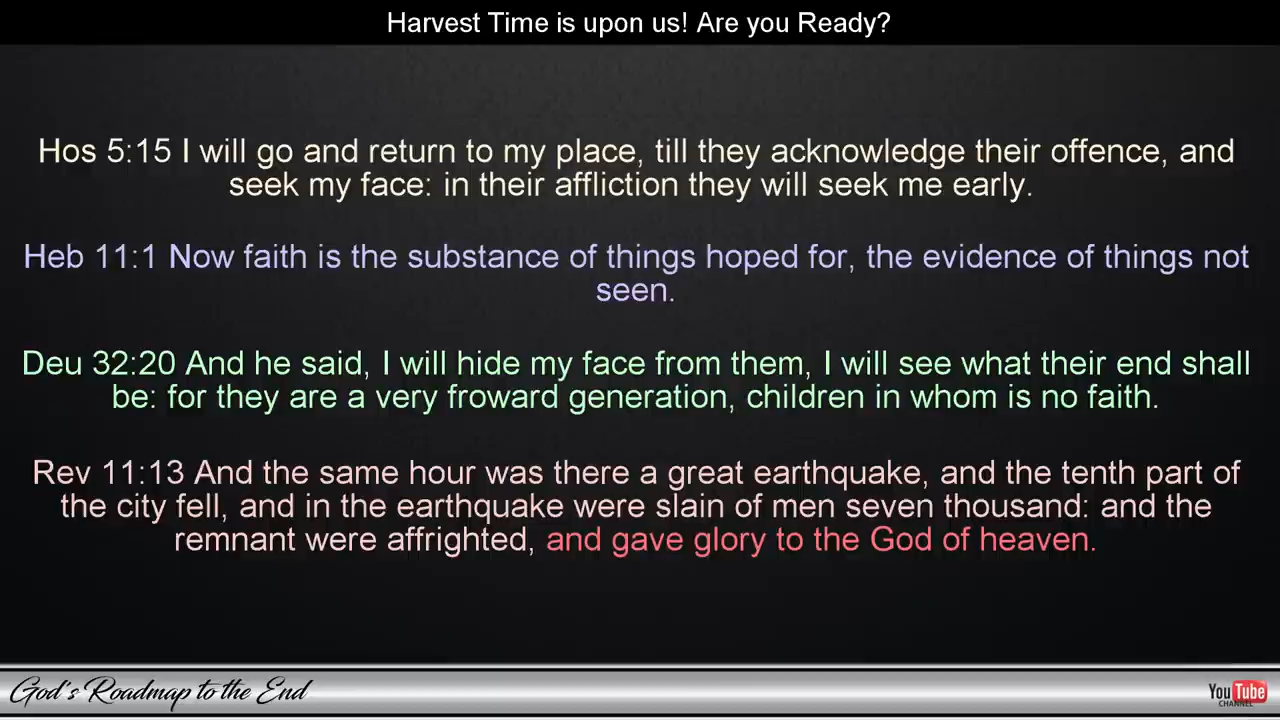 Harvest Time is upon us! Are you Ready?
Hos 5:15 I will go and return to my place, till they acknowledge their offence, and
seek my face: in their affliction they will seek me early.
Heb 11:1 Now faith is the substance of things hoped for, the evidence of things not
seen.
Deu 32:20 And he said, I will hide my face from them, I will see what their end shall
be: for they are a very froward generation, children in whom is no faith.
Rev 11:13 And the same hour was there a great earthquake, and the tenth part of
the city fell, and in the earthquake were slain of men seven thousand: and the
remnant were affrighted, and gave glory to the God of heaven.
God's Roadmap to the End
YouTube
CHANNEL